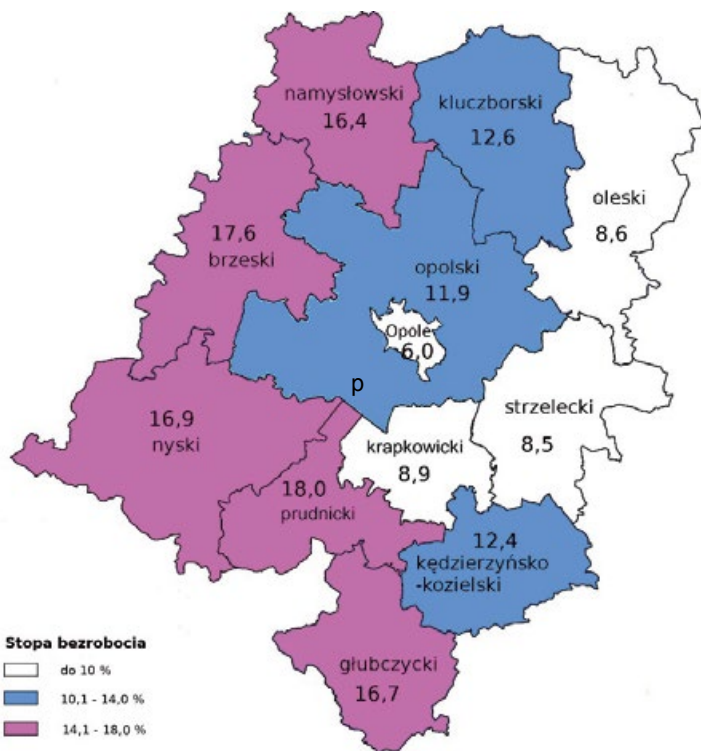 namysłowski
16,4
kluczborski
12,6
oleski
8,6
17,6
brzeski
opolski
11,9
Opole
6,0
p
16,9
nyski
strzelecki
8,5
krapkowicki
8,9
18,0
prudnicki
12,4
kędzierzyńsko
-kozielski
głubczycki
16,7
Stopa bezrobocia
do 10 %
10,1 - 14,0 %
14,1 - 18,0 %